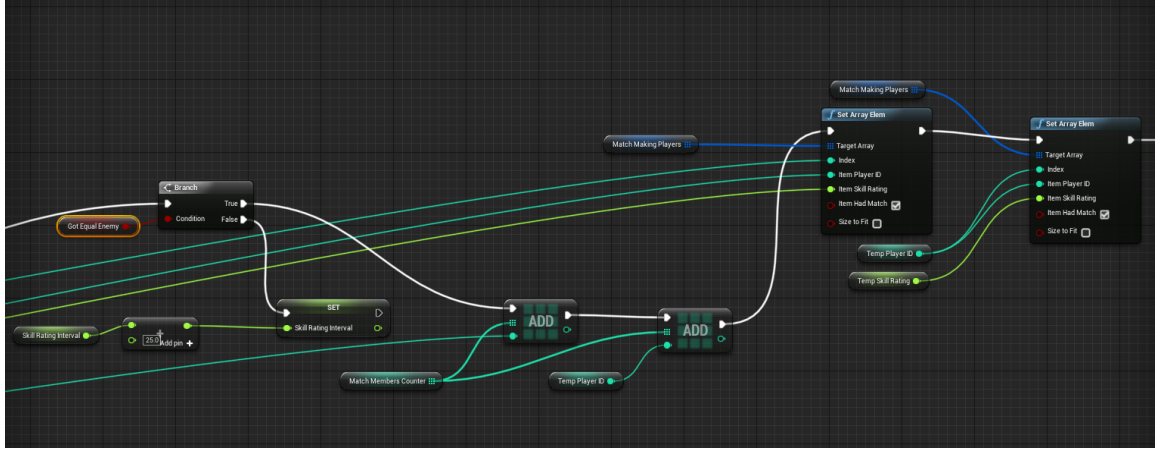 Match Making Players
Set Array Elem
Target Array
Index
Item Player ID
Item Skill Rating
Item Had Match
Size to Fit
Match Making Players
Set Array Elem
Target Array
Index
Item Player ID
Item Skill Rating
Item Had Match
Size to Fit
Temp Player ID
Temp Skill Rating
Branch
True
Condition
False
Got Equal Enemy
SET
Skill Rating Interval
Skill Rating Interval
25.0
Add pin +
ADD
ADD
Match Members Counter
Temp Player ID